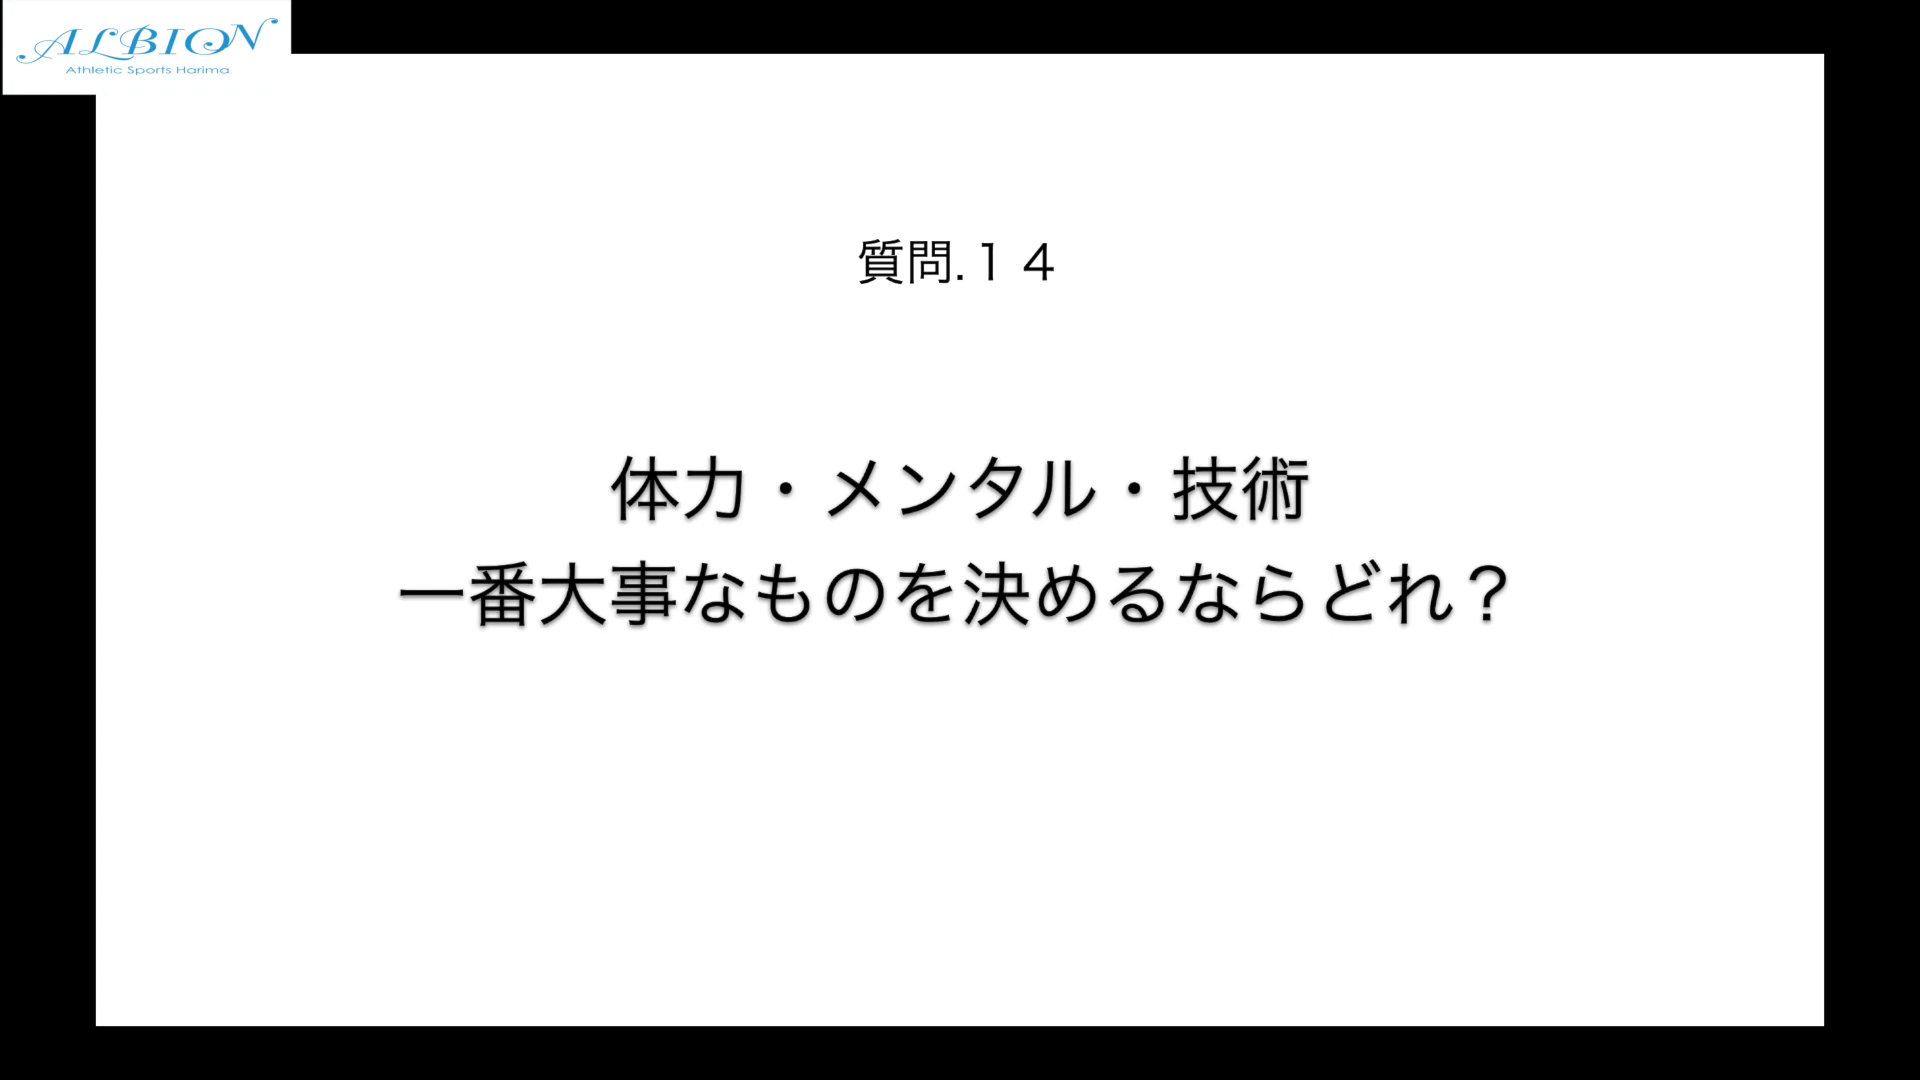 ALBION
Athletic Sports Harima
質問.１４
体力・メンタル・技術
一番大事なものを決めるならどれ？